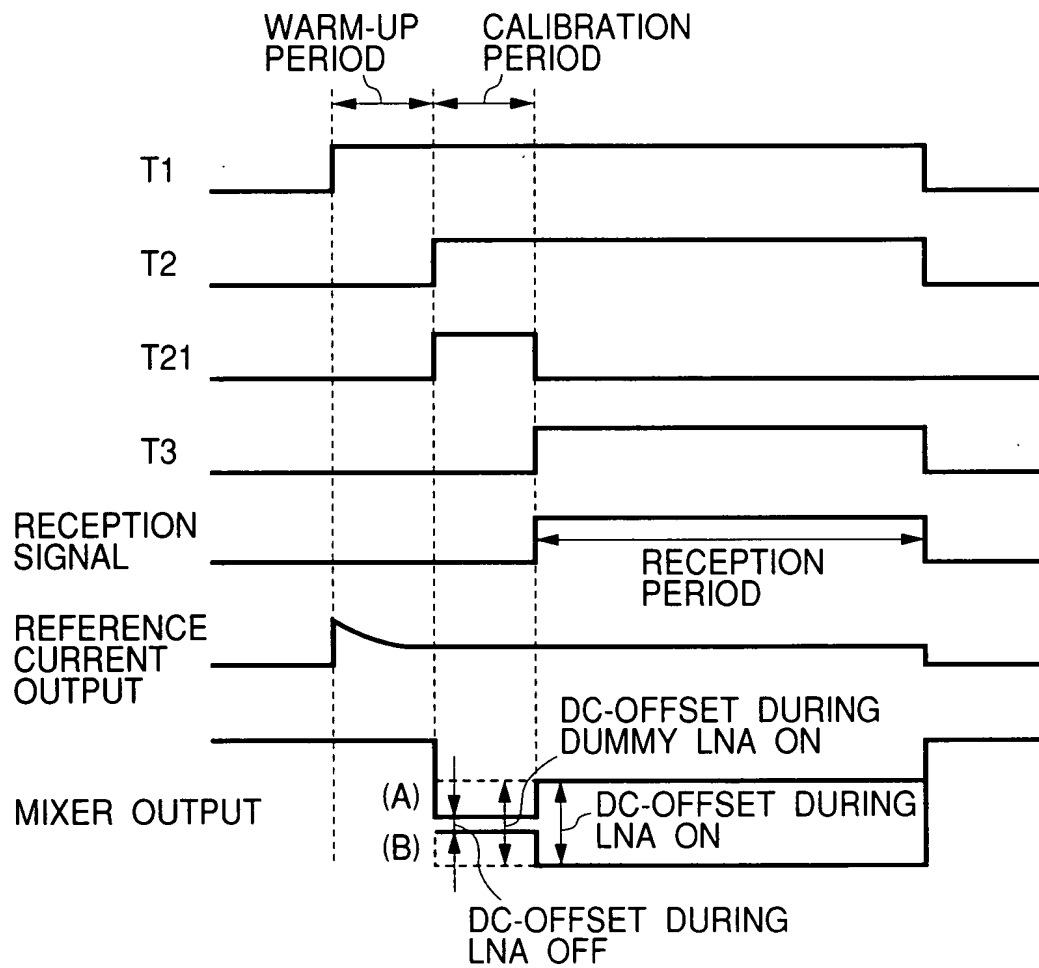 WARM-UP
PERIOD
CALIBRATION
PERIOD
T1
T2
T21
T3
RECEPTION
SIGNAL
RECEPTION
PERIOD
REFERENCE
CURRENT
OUTPUT
DC-OFFSET DURING
DUMMY LNA ON
MIXER OUTPUT
(A)
(B)
DC-OFFSET DURING
LNA ON
DC-OFFSET DURING
LNA OFF